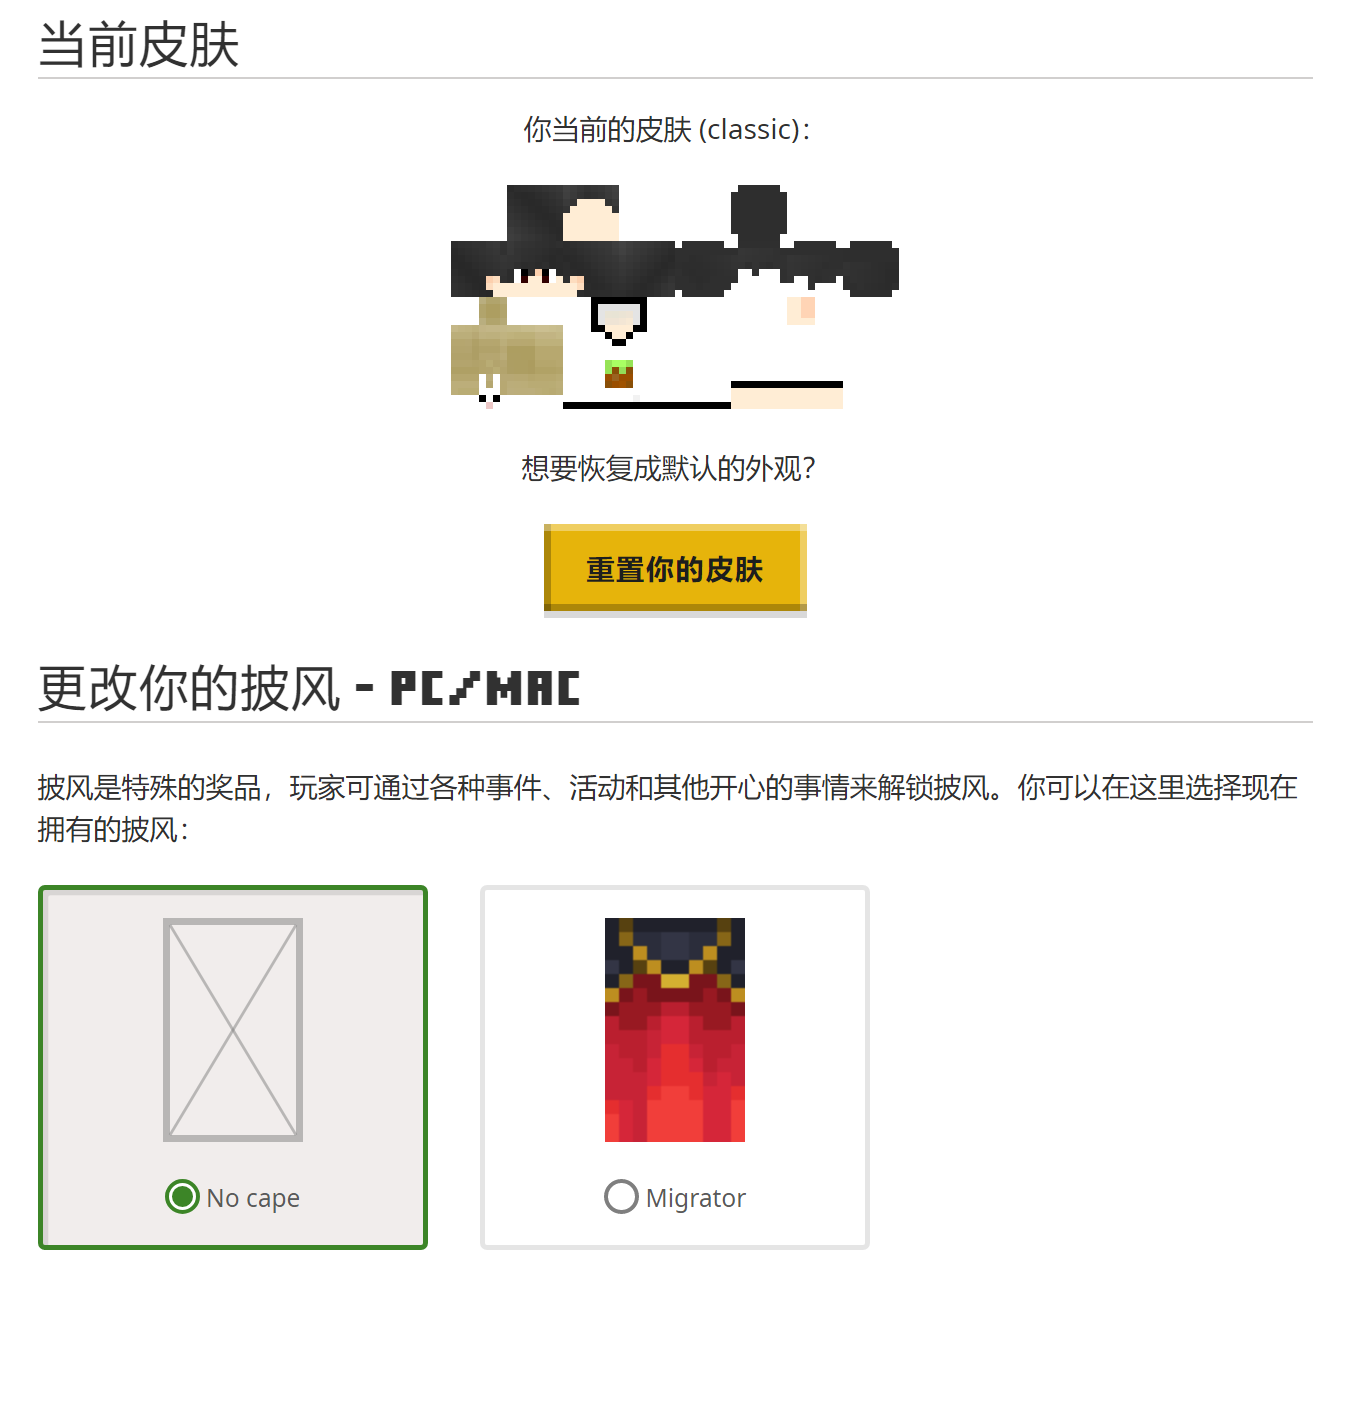 当前皮肤
你当前的皮肤 (classic)：
想要恢复成默认的外观？
重置你的皮肤
更改你的披风 - PC/MAC
披风是特殊的奖品，玩家可通过各种事件、活动和其他开心的事情来解锁披风。你可以在这里选择现在
拥有的披风：
No cape
Migrator